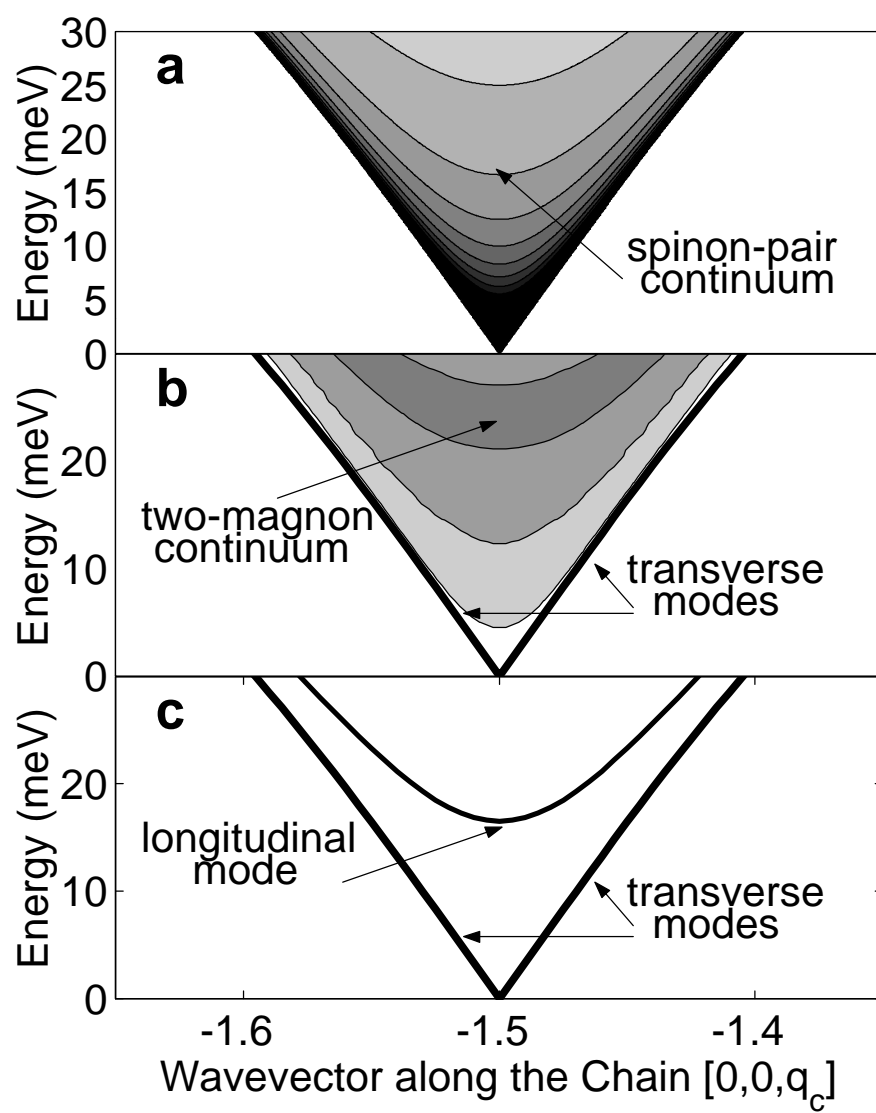 30
a
25
20
15
10
5
0
Energy (meV)
spinon-pair
continuum
b
20
10
0
Energy (meV)
two-magnon
continuum
transverse
modes
c
20
10
0
Energy (meV)
longitudinal
mode
transverse
modes
-1.6 -1.5 -1.4
Wavevector along the Chain [0,0,q_c]